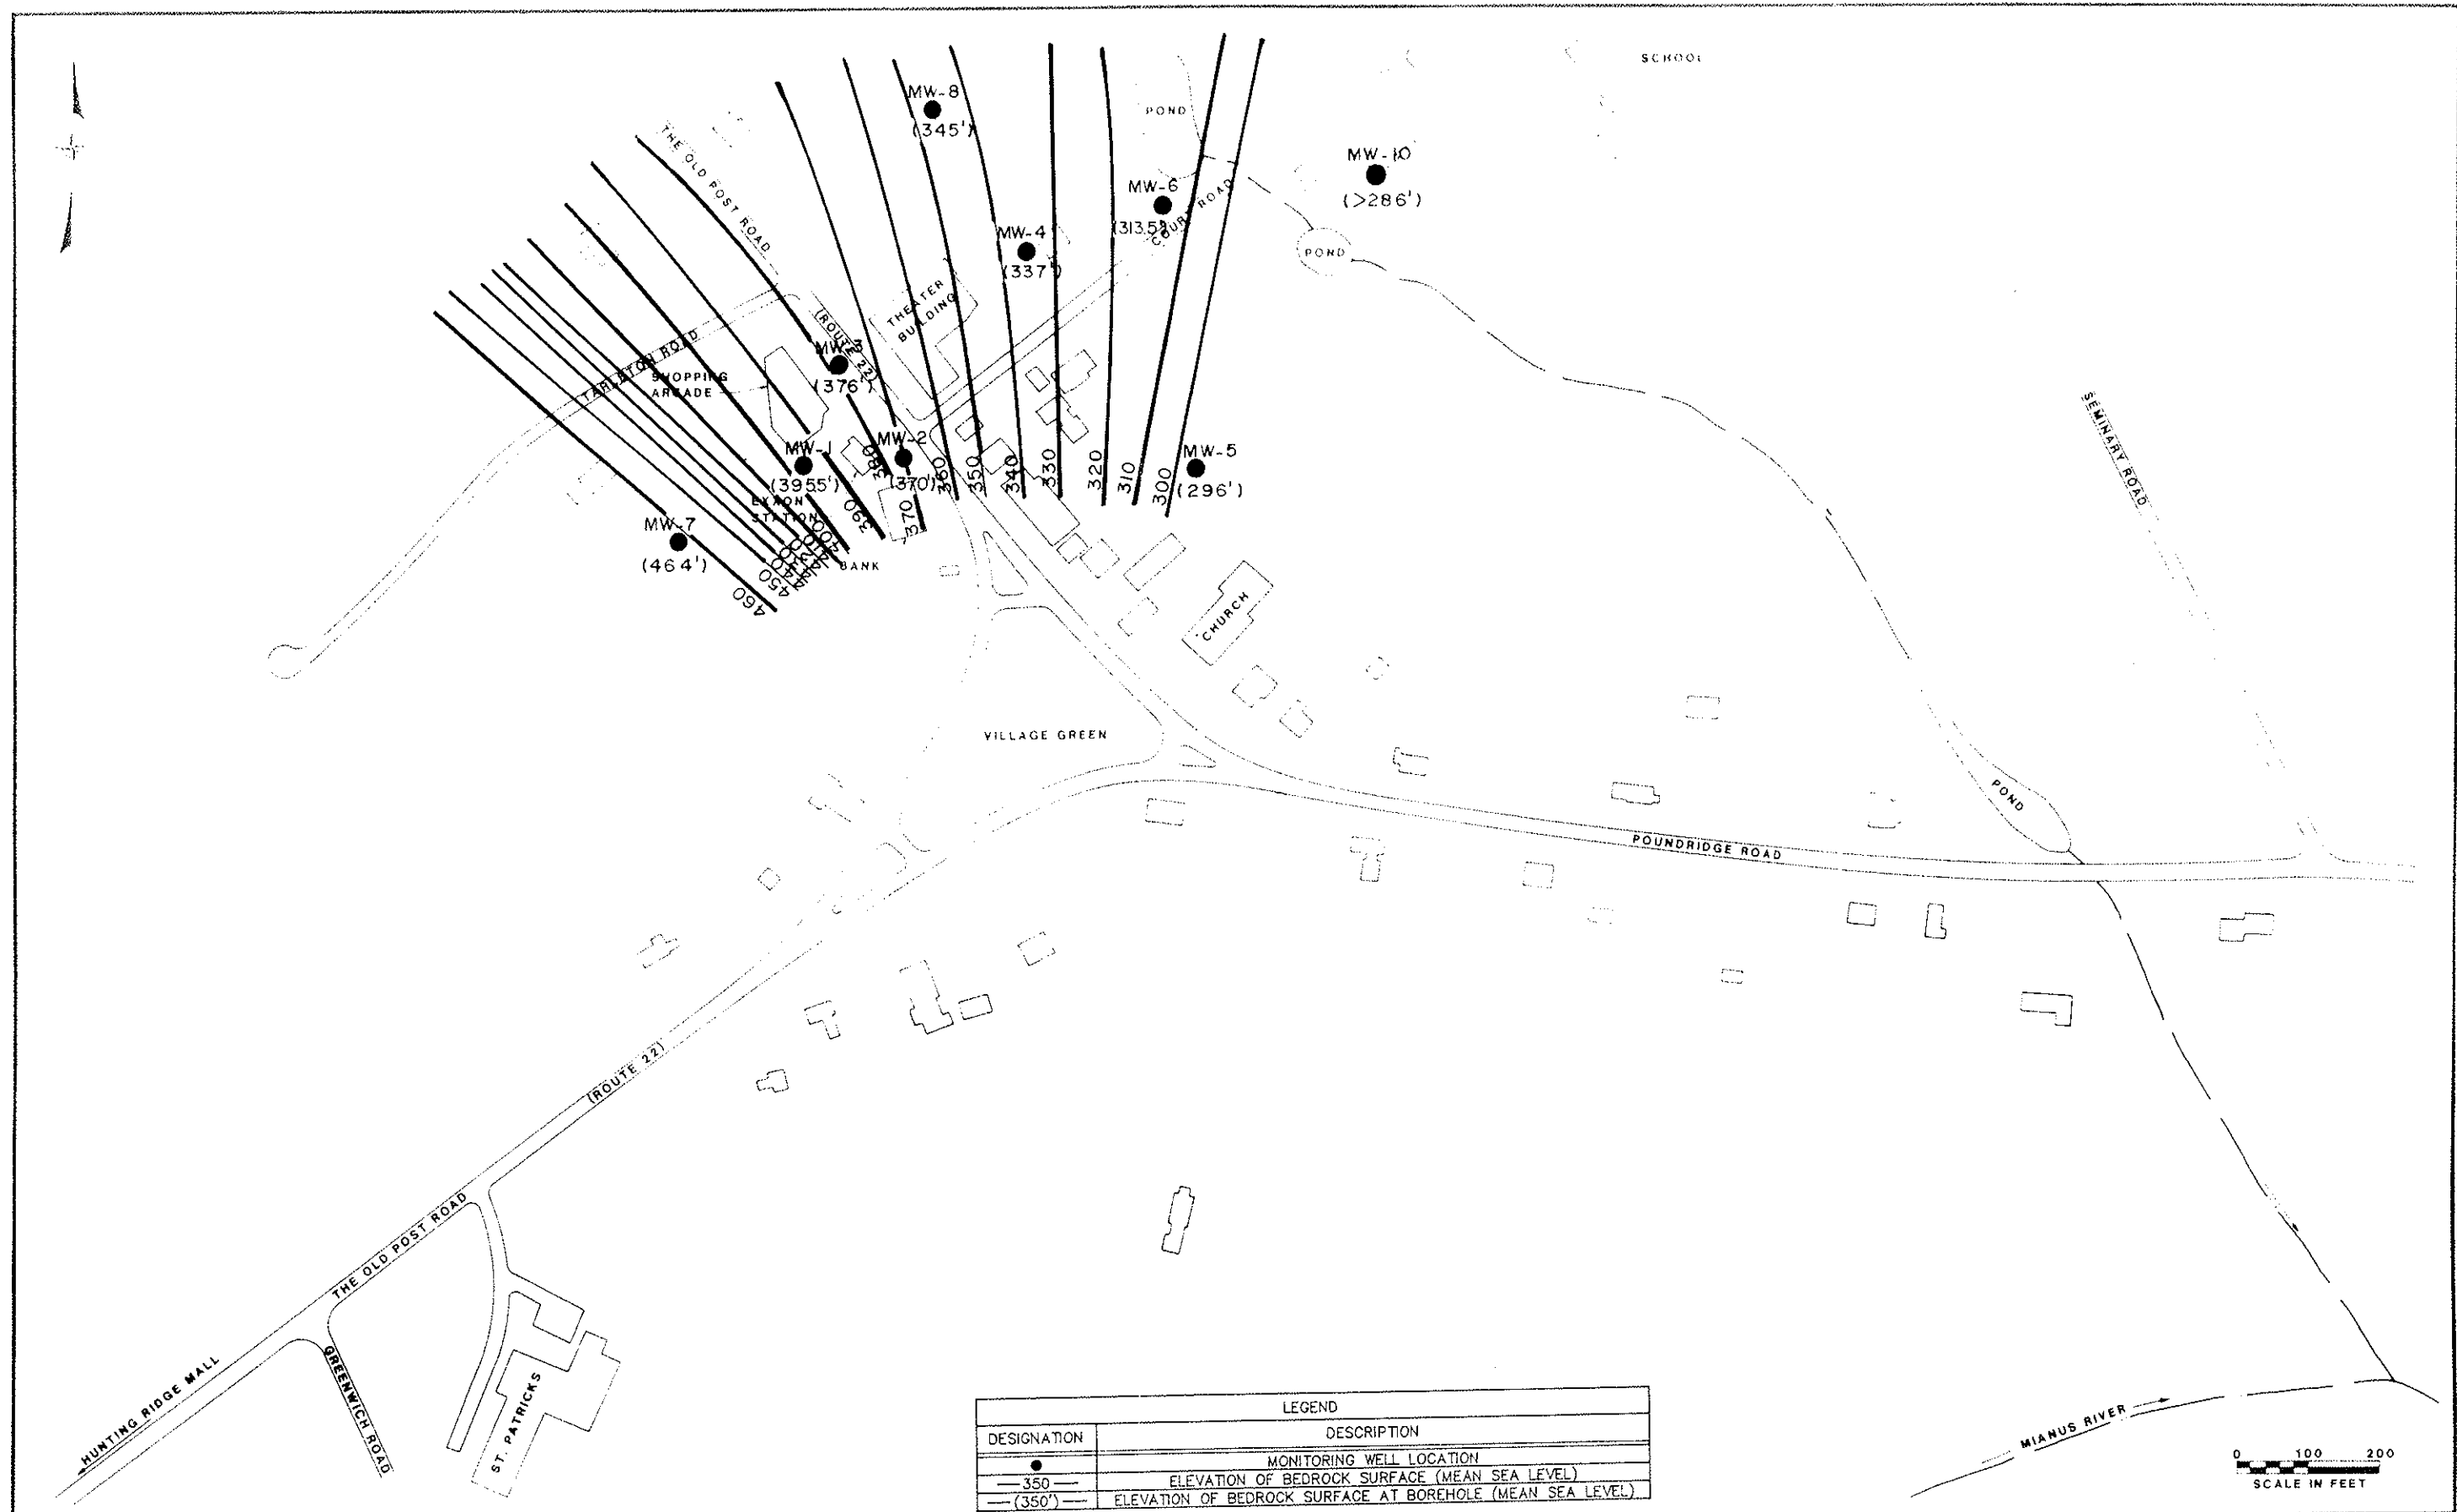 SCHOOL
MW-8
(345')
POND
THE OLD POST ROAD
MW-10
(>286')
MW-6
(313.5')
COURT ROAD
MW-4
(337')
POND
THEATER
BUILDING
(ROUTE 22)
MW-3
(376')
TARLETON ROAD
SHOPPING
ARCADE
SEMINARY ROAD
MW-1
(395.5')
MW-2
(370')
MW-5
(296')
EXXON
STATION
MW-7
(464')
BANK
460
450
390
380
370
360
350
340
330
320
310
300
CHURCH
VILLAGE GREEN
POND
POUNDRIDGE ROAD
(ROUTE 22)
THE OLD POST ROAD
HUNTING RIDGE MALL
GREENWICH ROAD
ST. PATRICKS
MIANUS RIVER
LEGEND
DESIGNATION DESCRIPTION
MONITORING WELL LOCATION
350 ELEVATION OF BEDROCK SURFACE (MEAN SEA LEVEL)
(350') ELEVATION OF BEDROCK SURFACE AT BOREHOLE (MEAN SEA LEVEL)
0 100 200
SCALE IN FEET